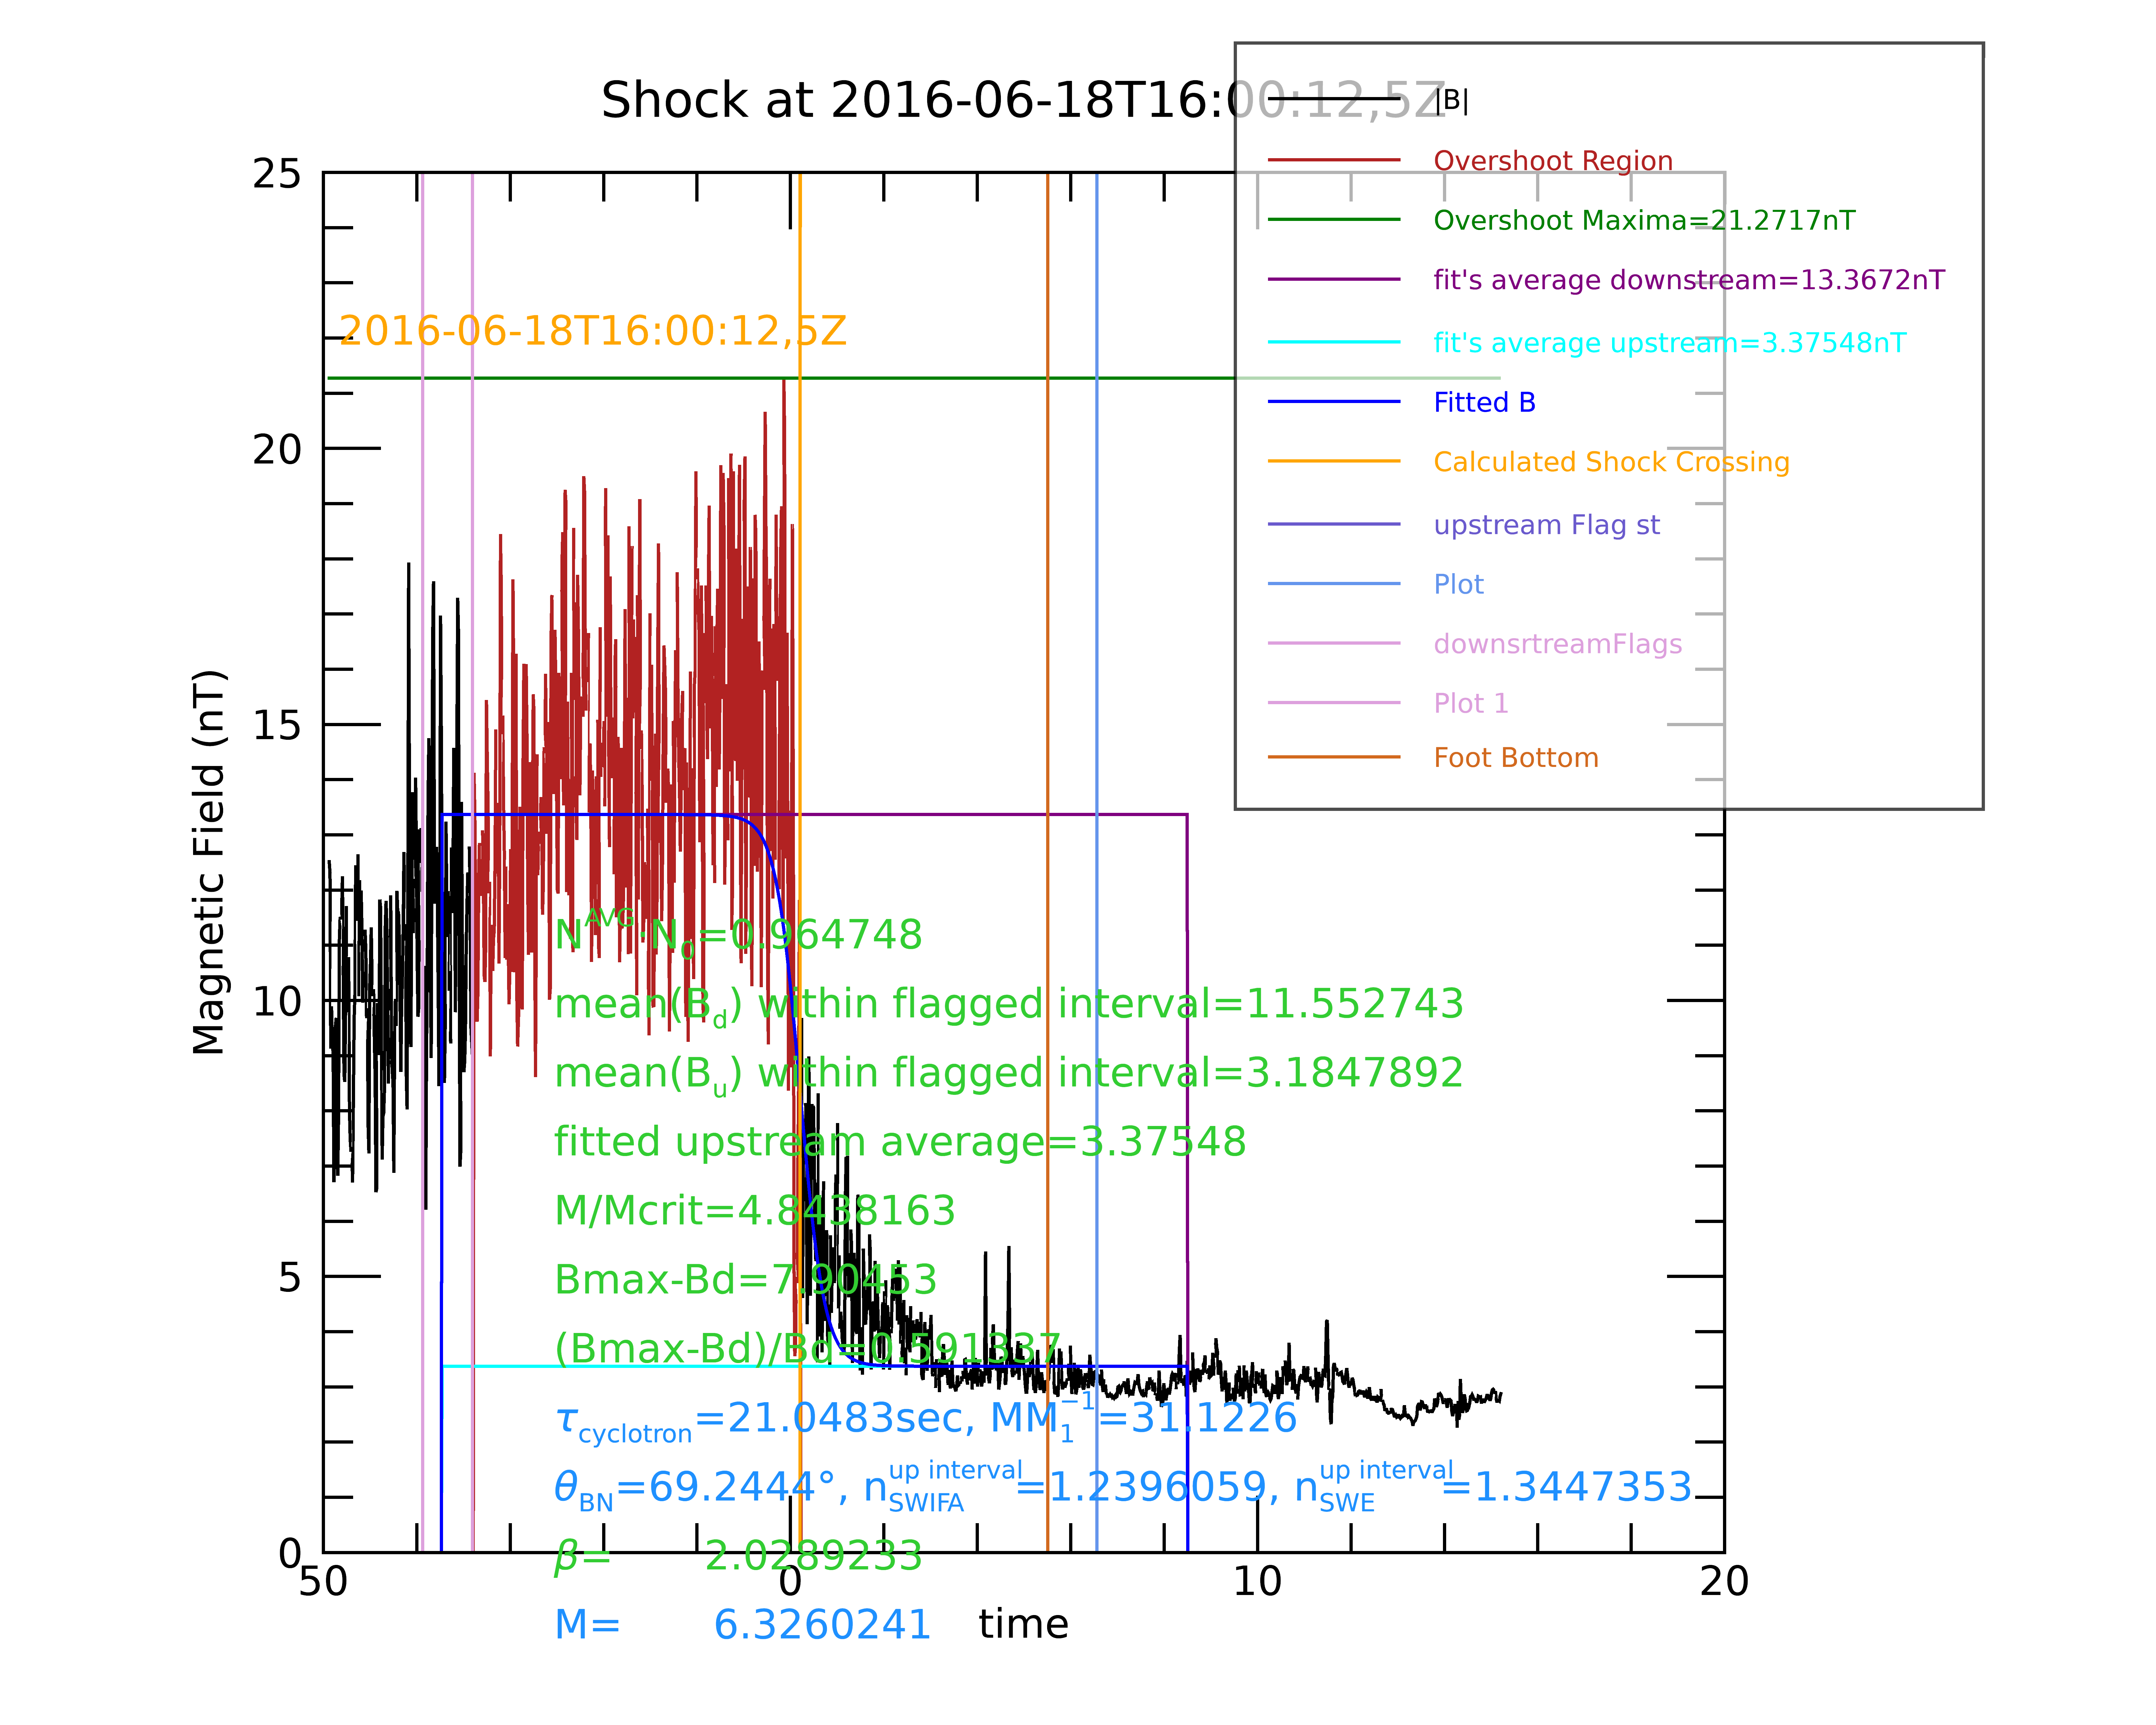 Shock at 2016-06-18T16:00:12,5Z
|B|
Overshoot Region
Overshoot Maxima=21.2717nT
fit's average downstream=13.3672nT
fit's average upstream=3.37548nT
Fitted B
Calculated Shock Crossing
upstream Flag st
Plot
downsrtreamFlags
Plot 1
Foot Bottom
2016-06-18T16:00:12,5Z
25
20
15
10
5
0
Magnetic Field (nT)
N^AVG·N_0=0.964748
mean(B_d) within flagged interval=11.552743
mean(B_u) within flagged interval=3.1847892
fitted upstream average=3.37548
M/Mcrit=4.8438163
Bmax-Bd=7.90453
(Bmax-Bd)/Bd=0.591337
τ_cyclotron=21.0483sec, MM_1^−1=31.1226
θ_BN=69.2444°, n_SWIFA^up interval=1.2396059, n_SWE^up interval=1.3447353
β= 2.0289233
M= 6.3260241
50 0 10 20
time